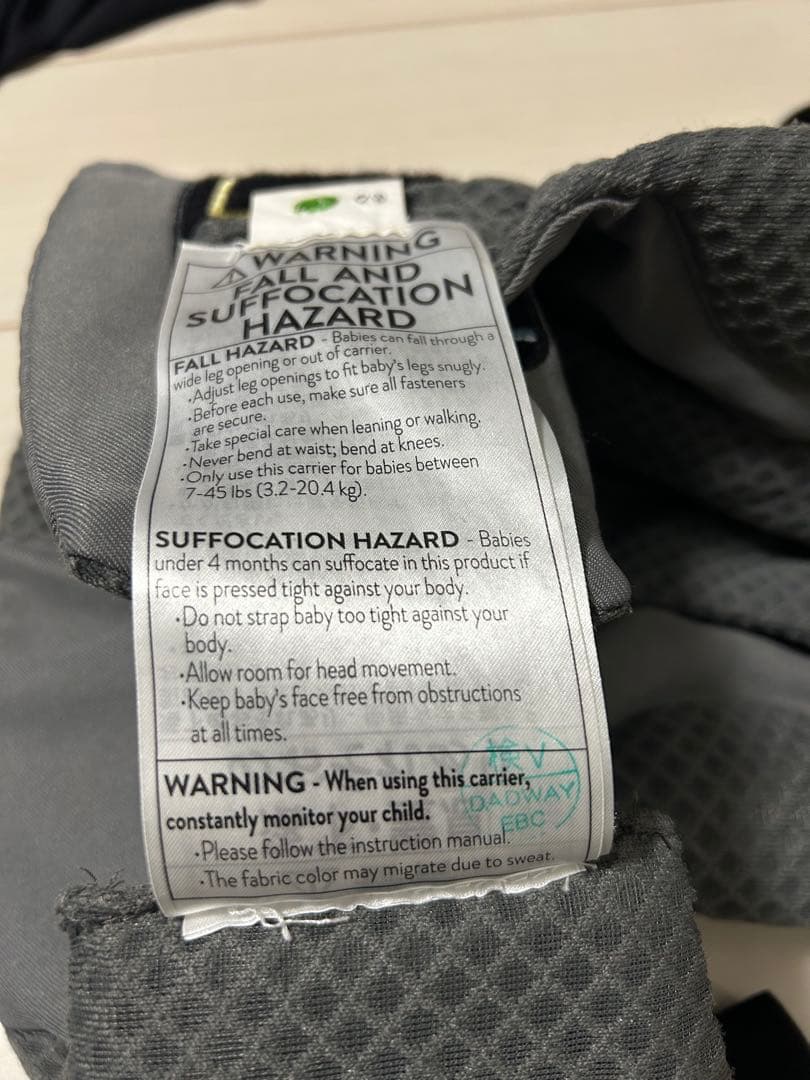 WARNING
FALL AND
SUFFOCATION
HAZARD
FALL HAZARD - Babies can fall through a
wide leg opening or out of carrier.
·Adjust leg openings to fit baby's legs snugly.
·Before each use, make sure all fasteners
are secure.
·Take special care when leaning or walking.
·Never bend at waist; bend at knees.
·Only use this carrier for babies between
7-45 lbs (3.2-20.4 kg).
SUFFOCATION HAZARD - Babies
under 4 months can suffocate in this product if
face is pressed tight against your body.
·Do not strap baby too tight against your
body.
·Allow room for head movement.
·Keep baby's face free from obstructions
at all times.
WARNING - When using this carrier,
constantly monitor your child.
·Please follow the instruction manual.
·The fabric color may migrate due to sweat.
検 V
DADWAY
EBC